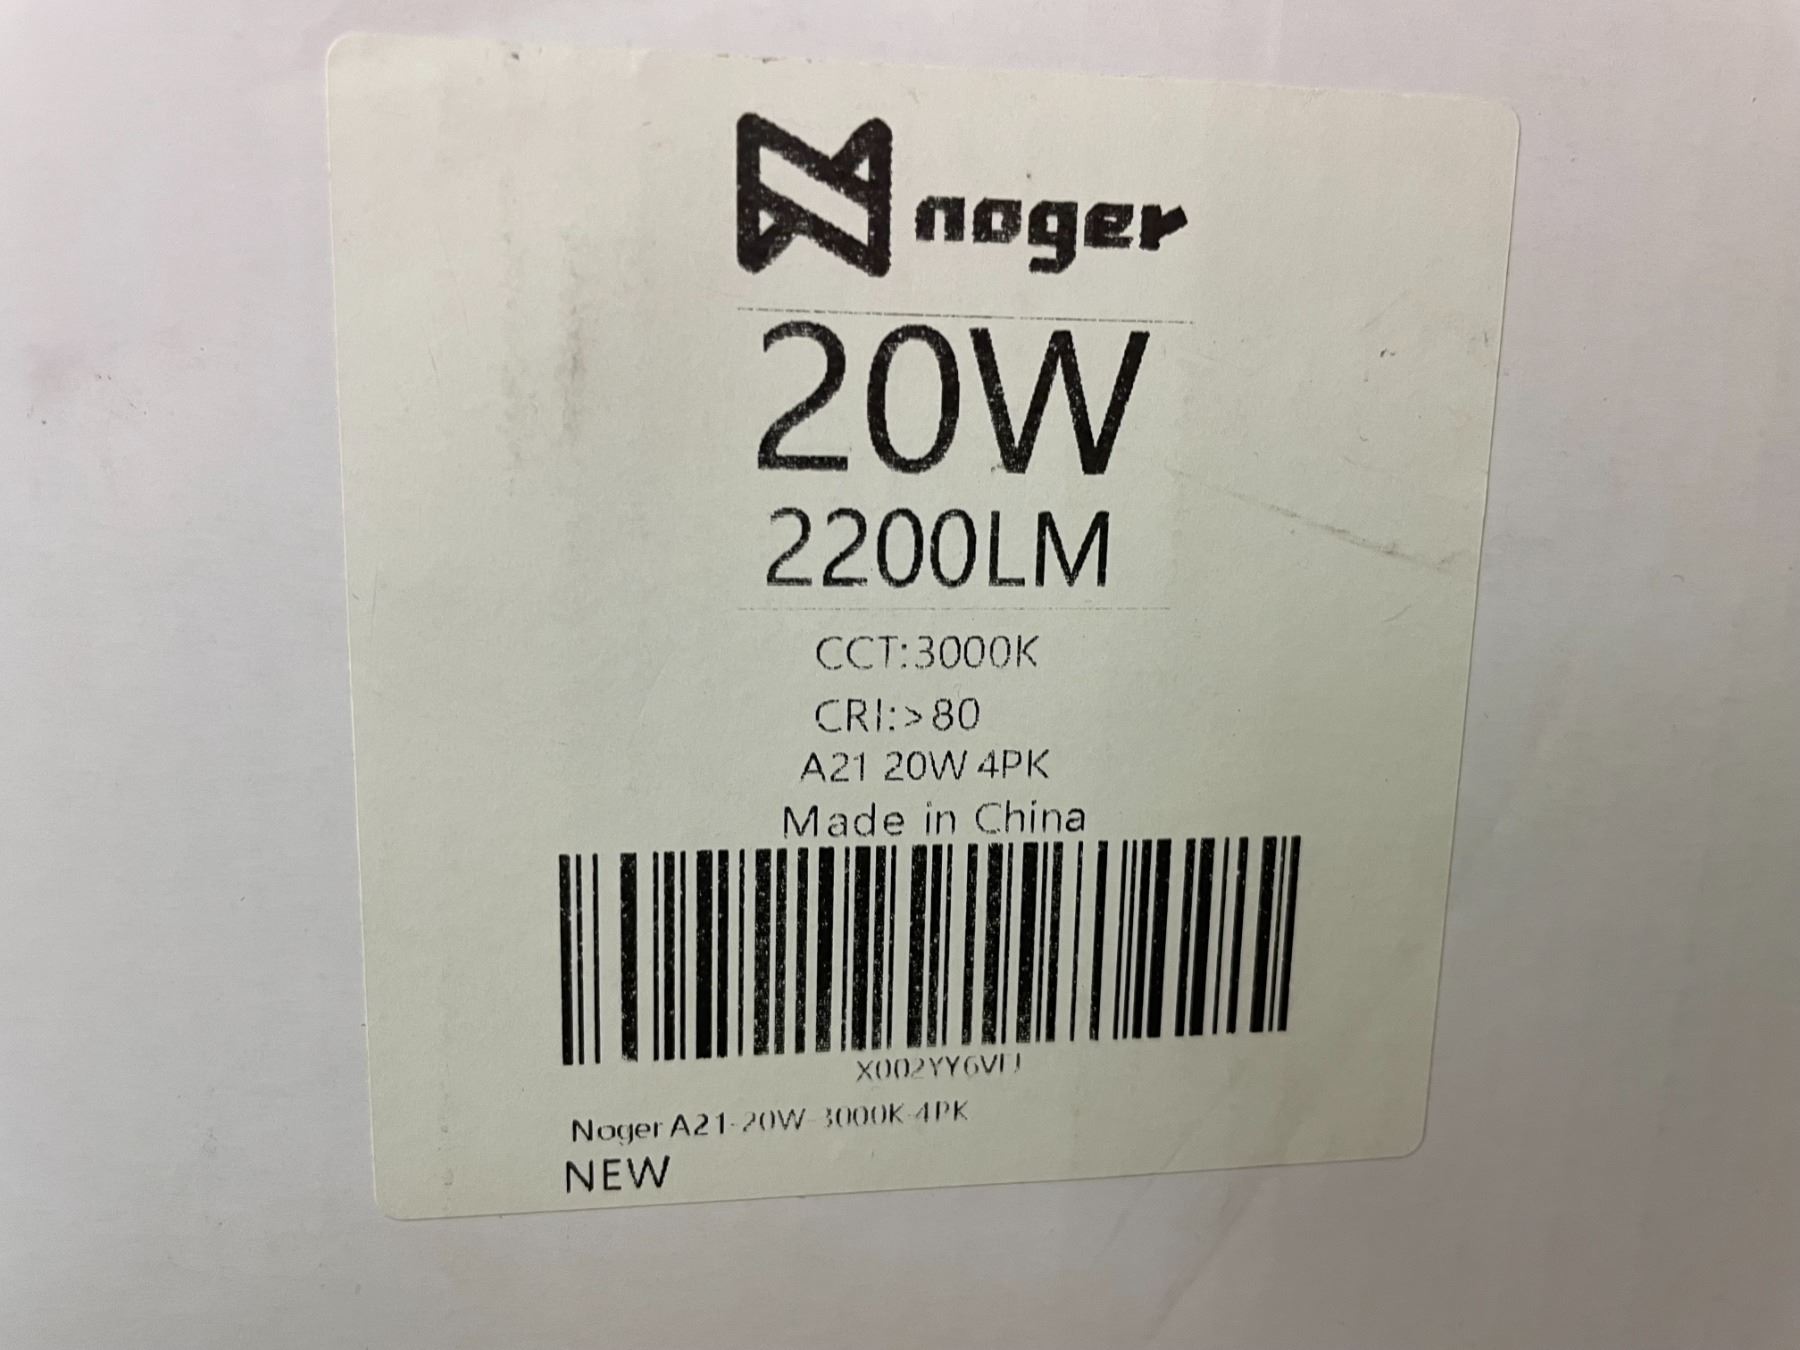 noger
20W
2200LM
CCT:3000K
CRI:>80
A21 20W 4PK
Made in China
Noger A21-20W-3000K-4PK
NEW